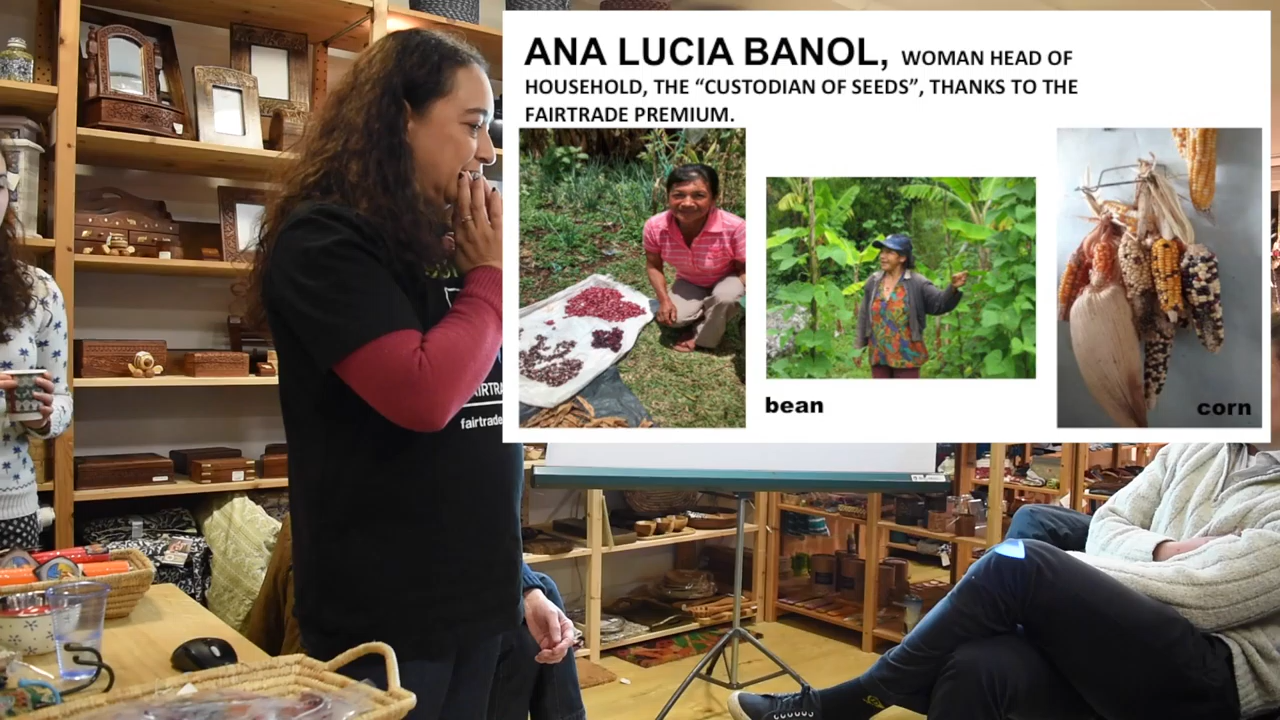 ANA LUCIA BANOL, WOMAN HEAD OF
HOUSEHOLD, THE “CUSTODIAN OF SEEDS”, THANKS TO THE
FAIRTRADE PREMIUM.
bean
corn
fairtrade